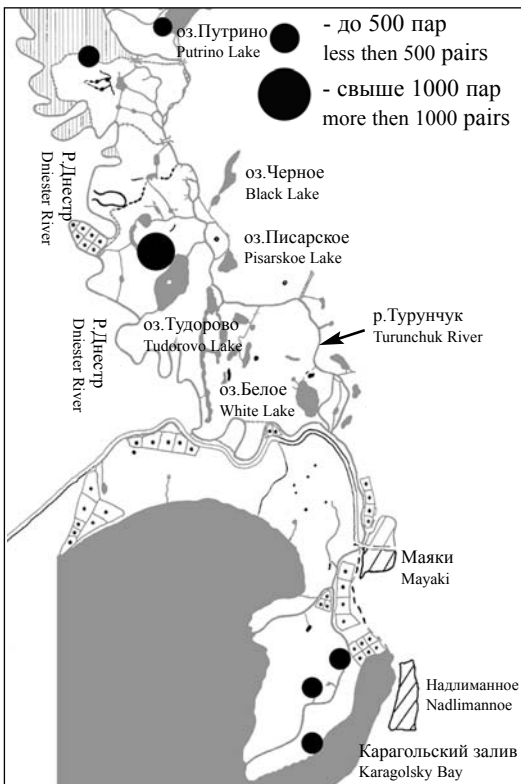 оз.Путрино
Putrino Lake
- до 500 пар
less then 500 pairs
- свыше 1000 пар
more then 1000 pairs
Р.Днестр
Dniester River
оз.Черное
Black Lake
оз.Писарское
Pisarskoe Lake
оз.Тудорово
Tudorovo Lake
р.Турунчук
Turunchuk River
Р.Днестр
Dniester River
оз.Белое
White Lake
Маяки
Mayaki
Надлиманное
Nadlimannoe
Карагольский залив
Karagolsky Bay